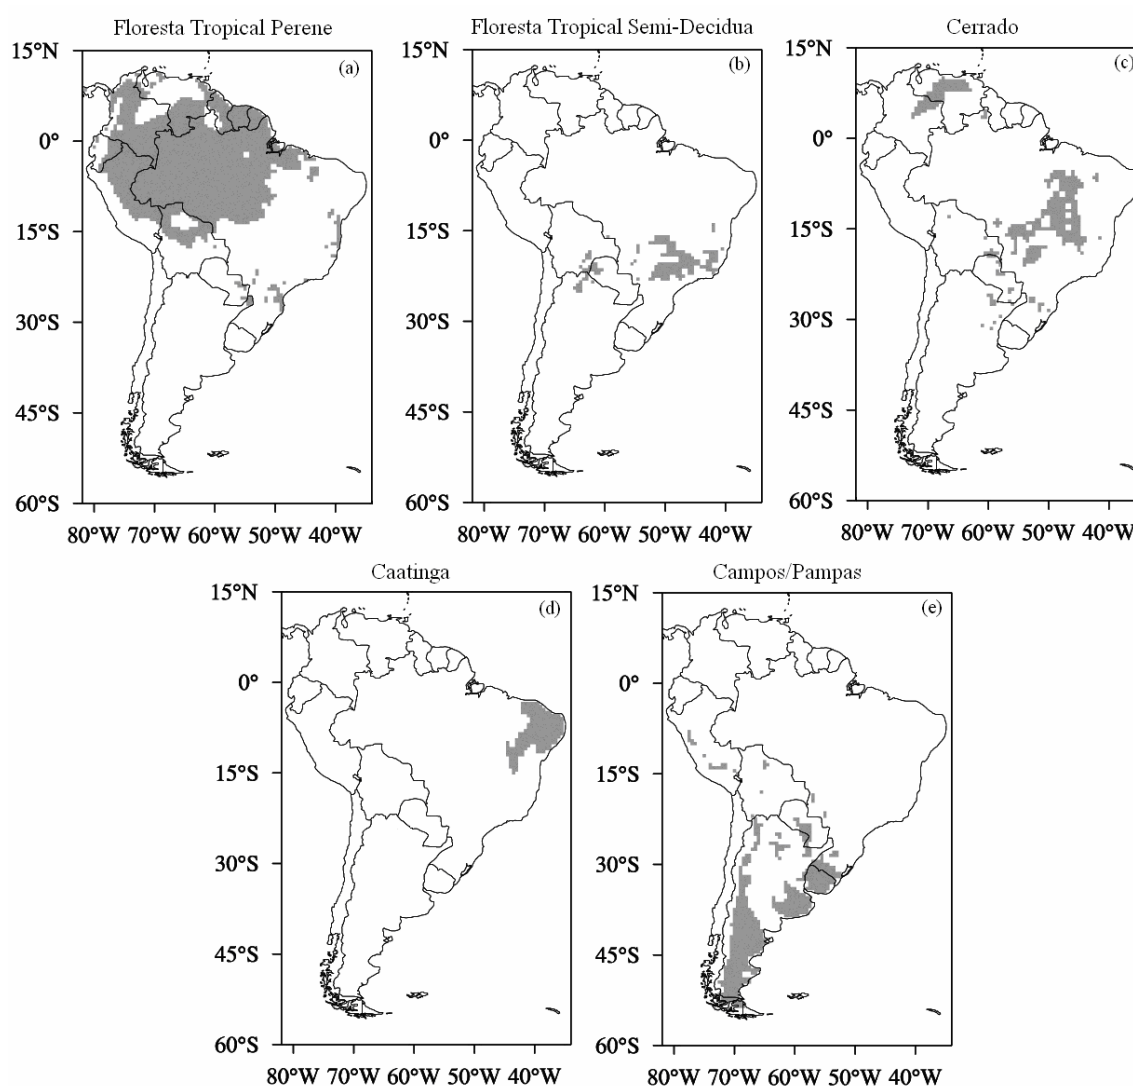 Floresta Tropical Perene
Floresta Tropical Semi-Decidua
Cerrado
15°N
(a)
0°
15°S
30°S
45°S
60°S
80°W 70°W 60°W 50°W 40°W
15°N
(b)
0°
15°S
30°S
45°S
60°S
80°W 70°W 60°W 50°W 40°W
15°N
(c)
0°
15°S
30°S
45°S
60°S
80°W 70°W 60°W 50°W 40°W
Caatinga
Campos/Pampas
15°N
(d)
0°
15°S
30°S
45°S
60°S
80°W 70°W 60°W 50°W 40°W
15°N
(e)
0°
15°S
30°S
45°S
60°S
80°W 70°W 60°W 50°W 40°W